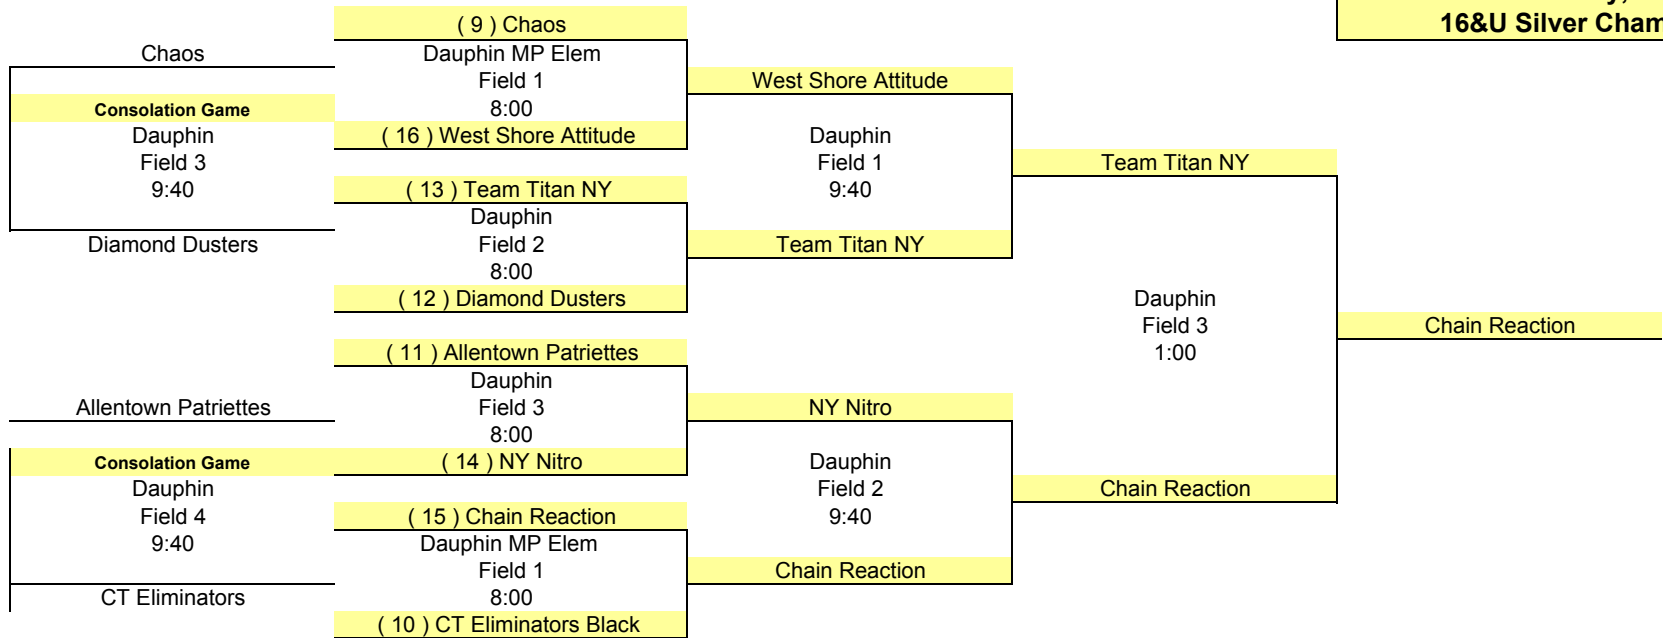 16&U Silver
( 9 ) Chaos
Chaos
Dauphin MP Elem
Field 1
8:00
West Shore Attitude
Consolation Game
Dauphin
Field 3
9:40
( 16 ) West Shore Attitude
Dauphin
Field 1
9:40
Team Titan NY
( 13 ) Team Titan NY
Dauphin
Field 2
8:00
Diamond Dusters
Team Titan NY
( 12 ) Diamond Dusters
Dauphin
Field 3
1:00
Chain Reaction
( 11 ) Allentown Patriettes
Dauphin
Field 3
8:00
Allentown Patriettes
NY Nitro
Consolation Game
Dauphin
Field 4
9:40
( 14 ) NY Nitro
Dauphin
Field 2
9:40
Chain Reaction
( 15 ) Chain Reaction
Dauphin MP Elem
Field 1
8:00
Chain Reaction
CT Eliminators
( 10 ) CT Eliminators Black